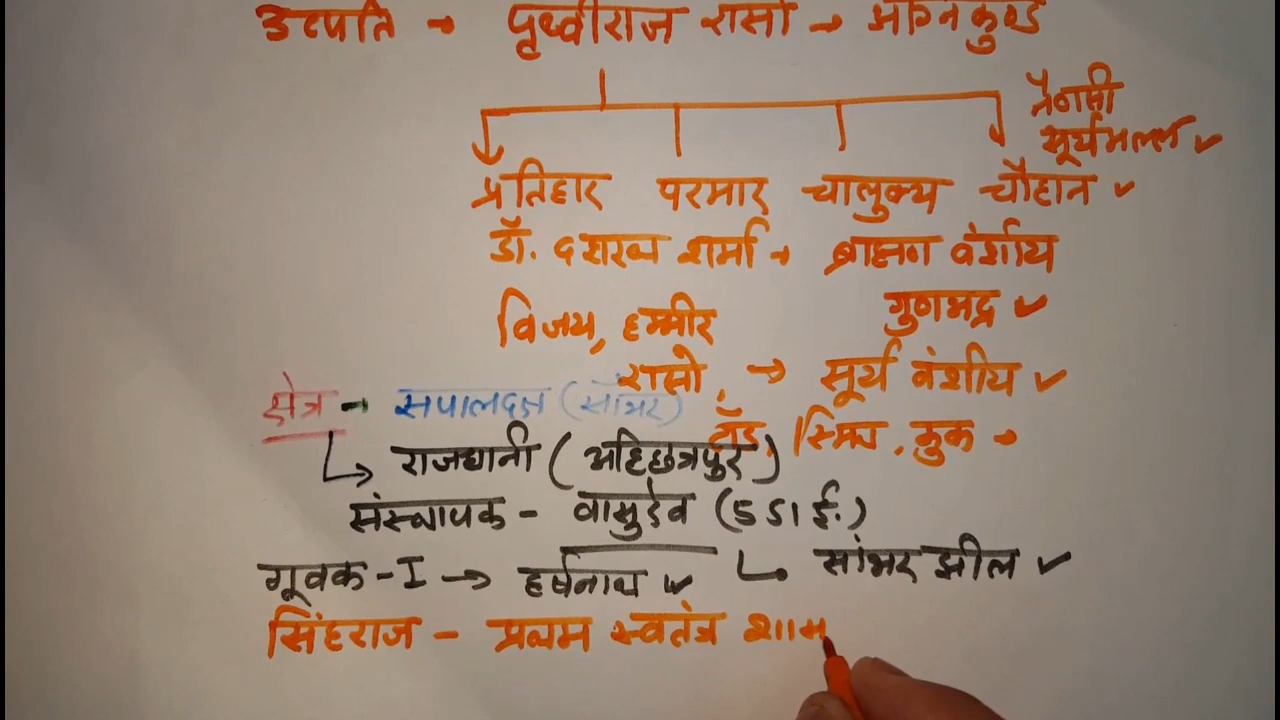 उत्पति → पृथ्वीराज रासो → अग्निकुण्ड
नैणसी
सूर्यमल्ल ✓
प्रतिहार परमार चालुक्य चौहान ✓
डॉ. दशरथ शर्मा → ब्राह्मण वंशीय
गुणभद्र ✓
विजय, हम्मीर
रासो, → सूर्य वंशीय ✓
क्षेत्र → सपालदक्ष (सांभर)
टॉड, स्मिथ, कुक →
राजधानी (अहिछत्रपुर)
संस्थापक - वासुदेव (551 ई.)
सांभर झील ✓
गूवक-I → हर्षनाथ ✓
सिंहराज - प्रथम स्वतंत्र शास